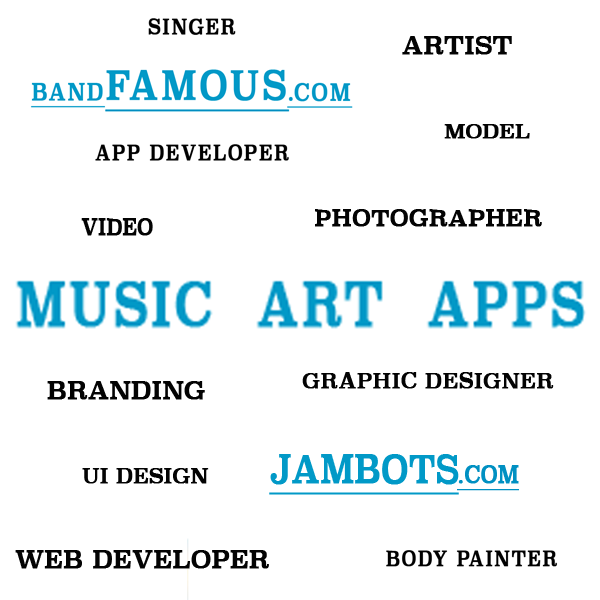 SINGER
ARTIST
BANDFAMOUS.COM
MODEL
APP DEVELOPER
PHOTOGRAPHER
VIDEO
MUSIC ART APPS
GRAPHIC DESIGNER
BRANDING
JAMBOTS.COM
UI DESIGN
WEB DEVELOPER
BODY PAINTER